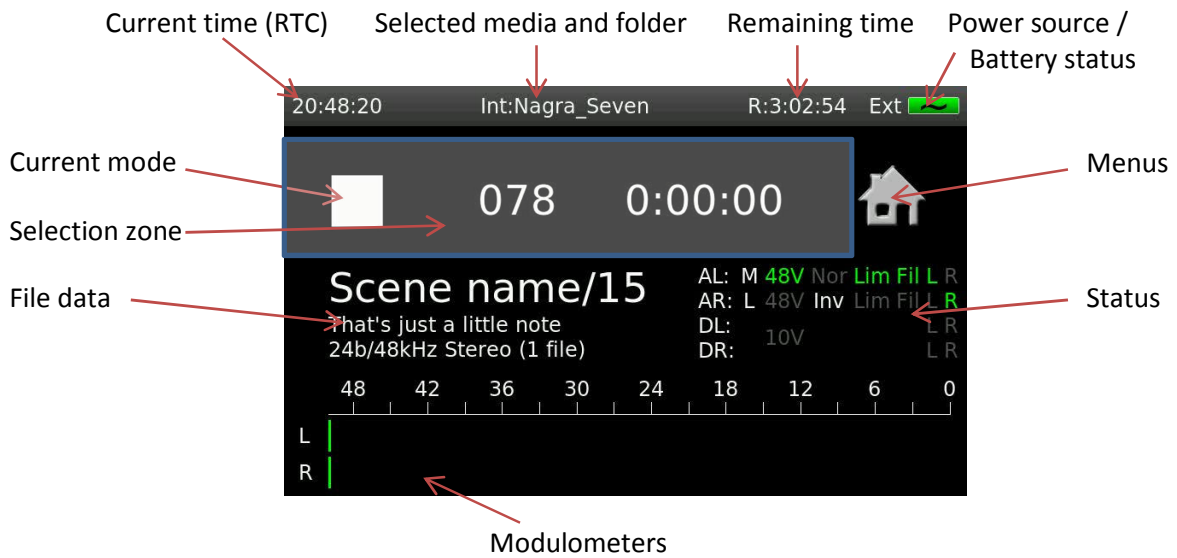 Current time (RTC) Selected media and folder Remaining time Power source /
Battery status
20:48:20 Int:Nagra_Seven R:3:02:54 Ext
Current mode
078 0:00:00
Menus
Selection zone
File data
Scene name/15
That's just a little note
24b/48kHz Stereo (1 file)
AL: M 48V Nor Lim Fil L R
AR: L 48V Inv Lim Fil L R
DL: L R
10V
DR: L R
Status
48 42 36 30 24 18 12 6 0
L
R
Modulometers